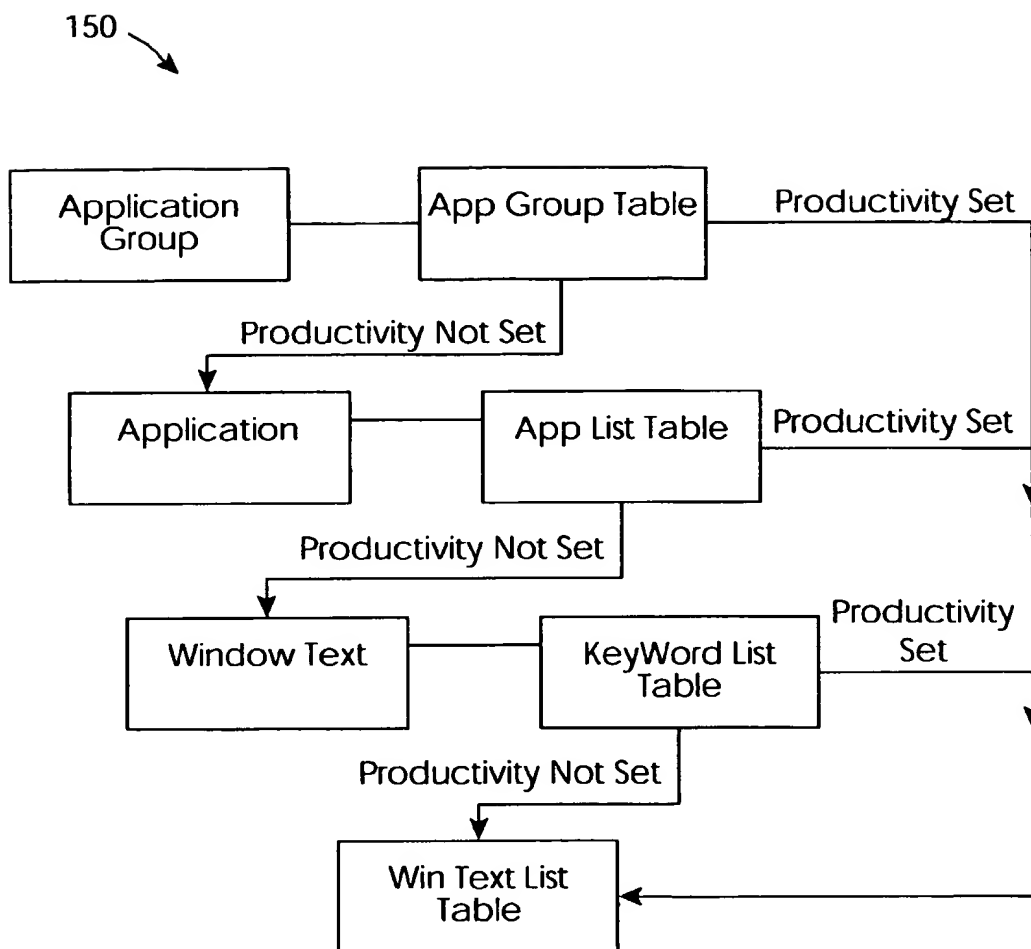 150
Application
Group
App Group Table
Productivity Set
Productivity Not Set
Application
App List Table
Productivity Set
Productivity Not Set
Window Text
KeyWord List
Table
Productivity
Set
Productivity Not Set
Win Text List
Table